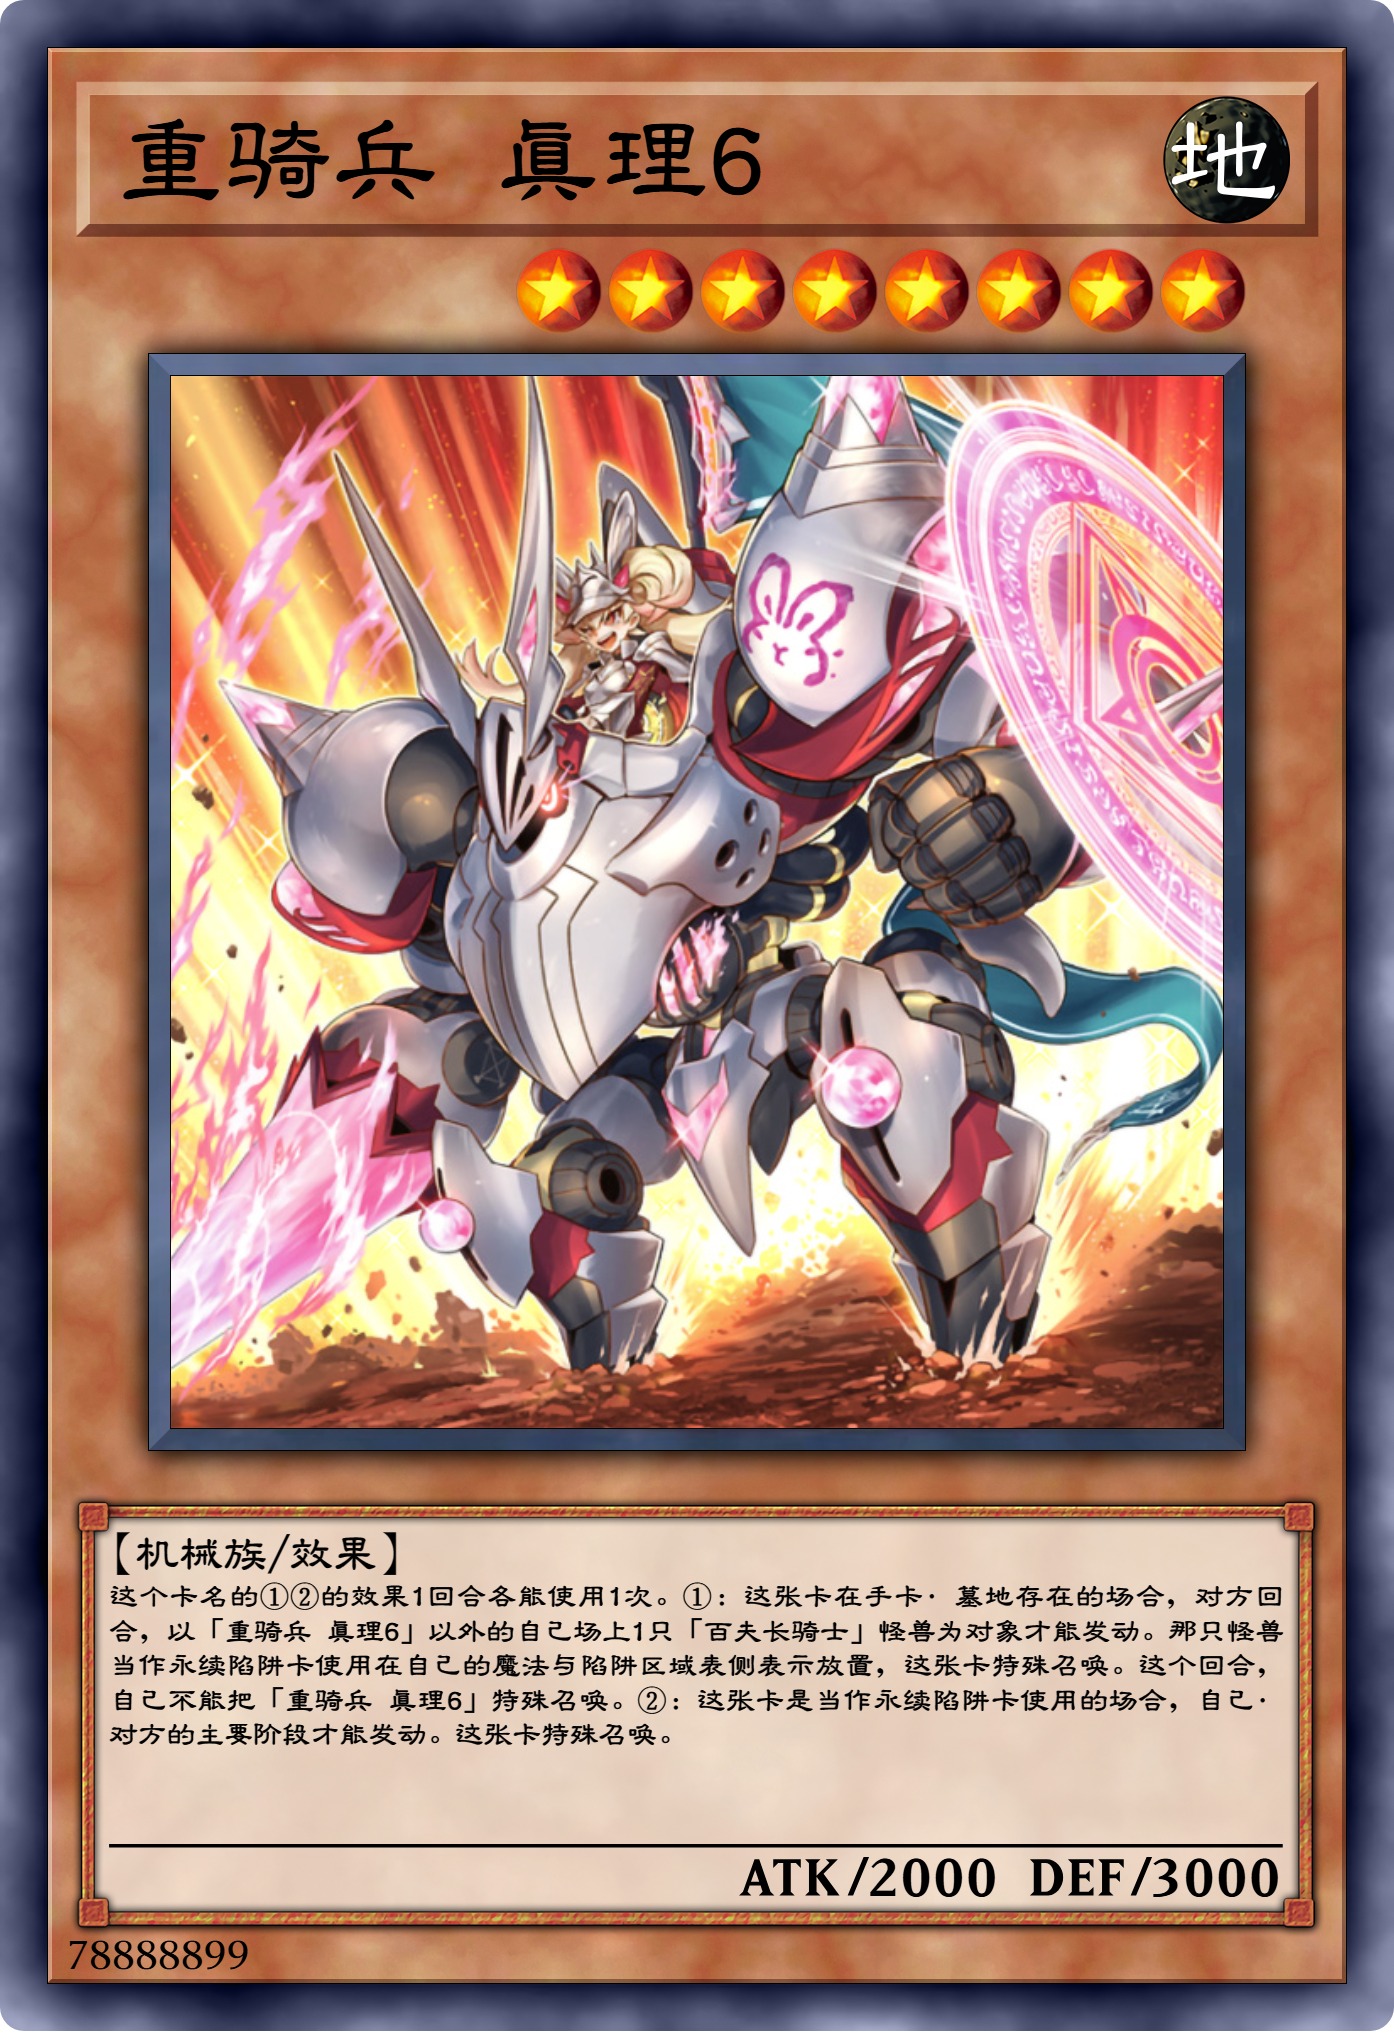 重骑兵 眞理6
地
【机械族/效果】
这个卡名的①②的效果1回合各能使用1次。①：这张卡在手卡·墓地存在的场合，对方回
合，以「重骑兵 眞理6」以外的自己场上1只「百夫长骑士」怪兽为对象才能发动。那只怪兽
当作永续陷阱卡使用在自己的魔法与陷阱区域表侧表示放置，这张卡特殊召唤。这个回合，
自己不能把「重骑兵 眞理6」特殊召唤。②：这张卡是当作永续陷阱卡使用的场合，自己·
对方的主要阶段才能发动。这张卡特殊召唤。
ATK/2000 DEF/3000
78888899